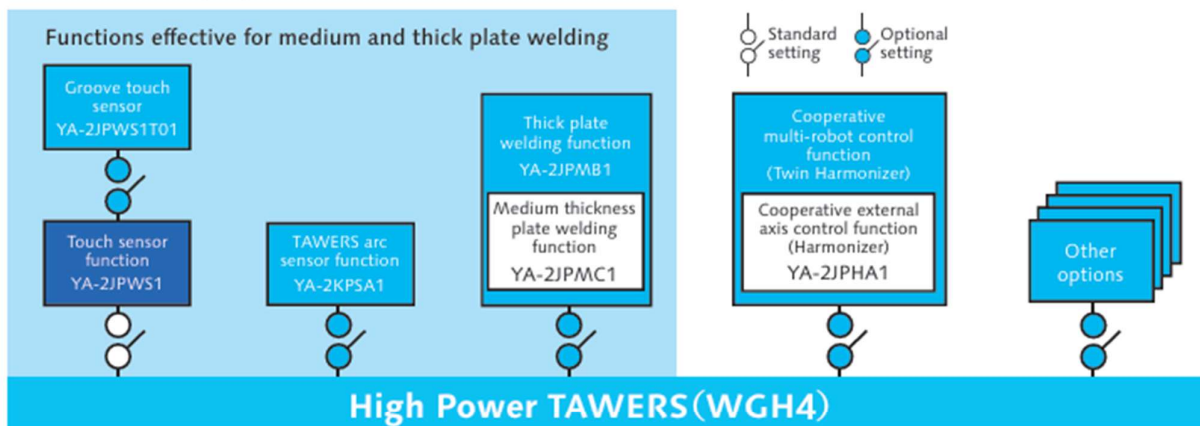 Functions effective for medium and thick plate welding
Standard
setting
Optional
setting
Groove touch
sensor
YA-2JPWS1T01
Touch sensor
function
YA-2JPWS1
TAWERS arc
sensor function
YA-2KPSA1
Thick plate
welding function
YA-2JPMB1
Medium thickness
plate welding
function
YA-2JPMC1
Cooperative
multi-robot control
function
(Twin Harmonizer)
Cooperative external
axis control function
(Harmonizer)
YA-2JPHA1
Other
options
High Power TAWERS(WGH4)